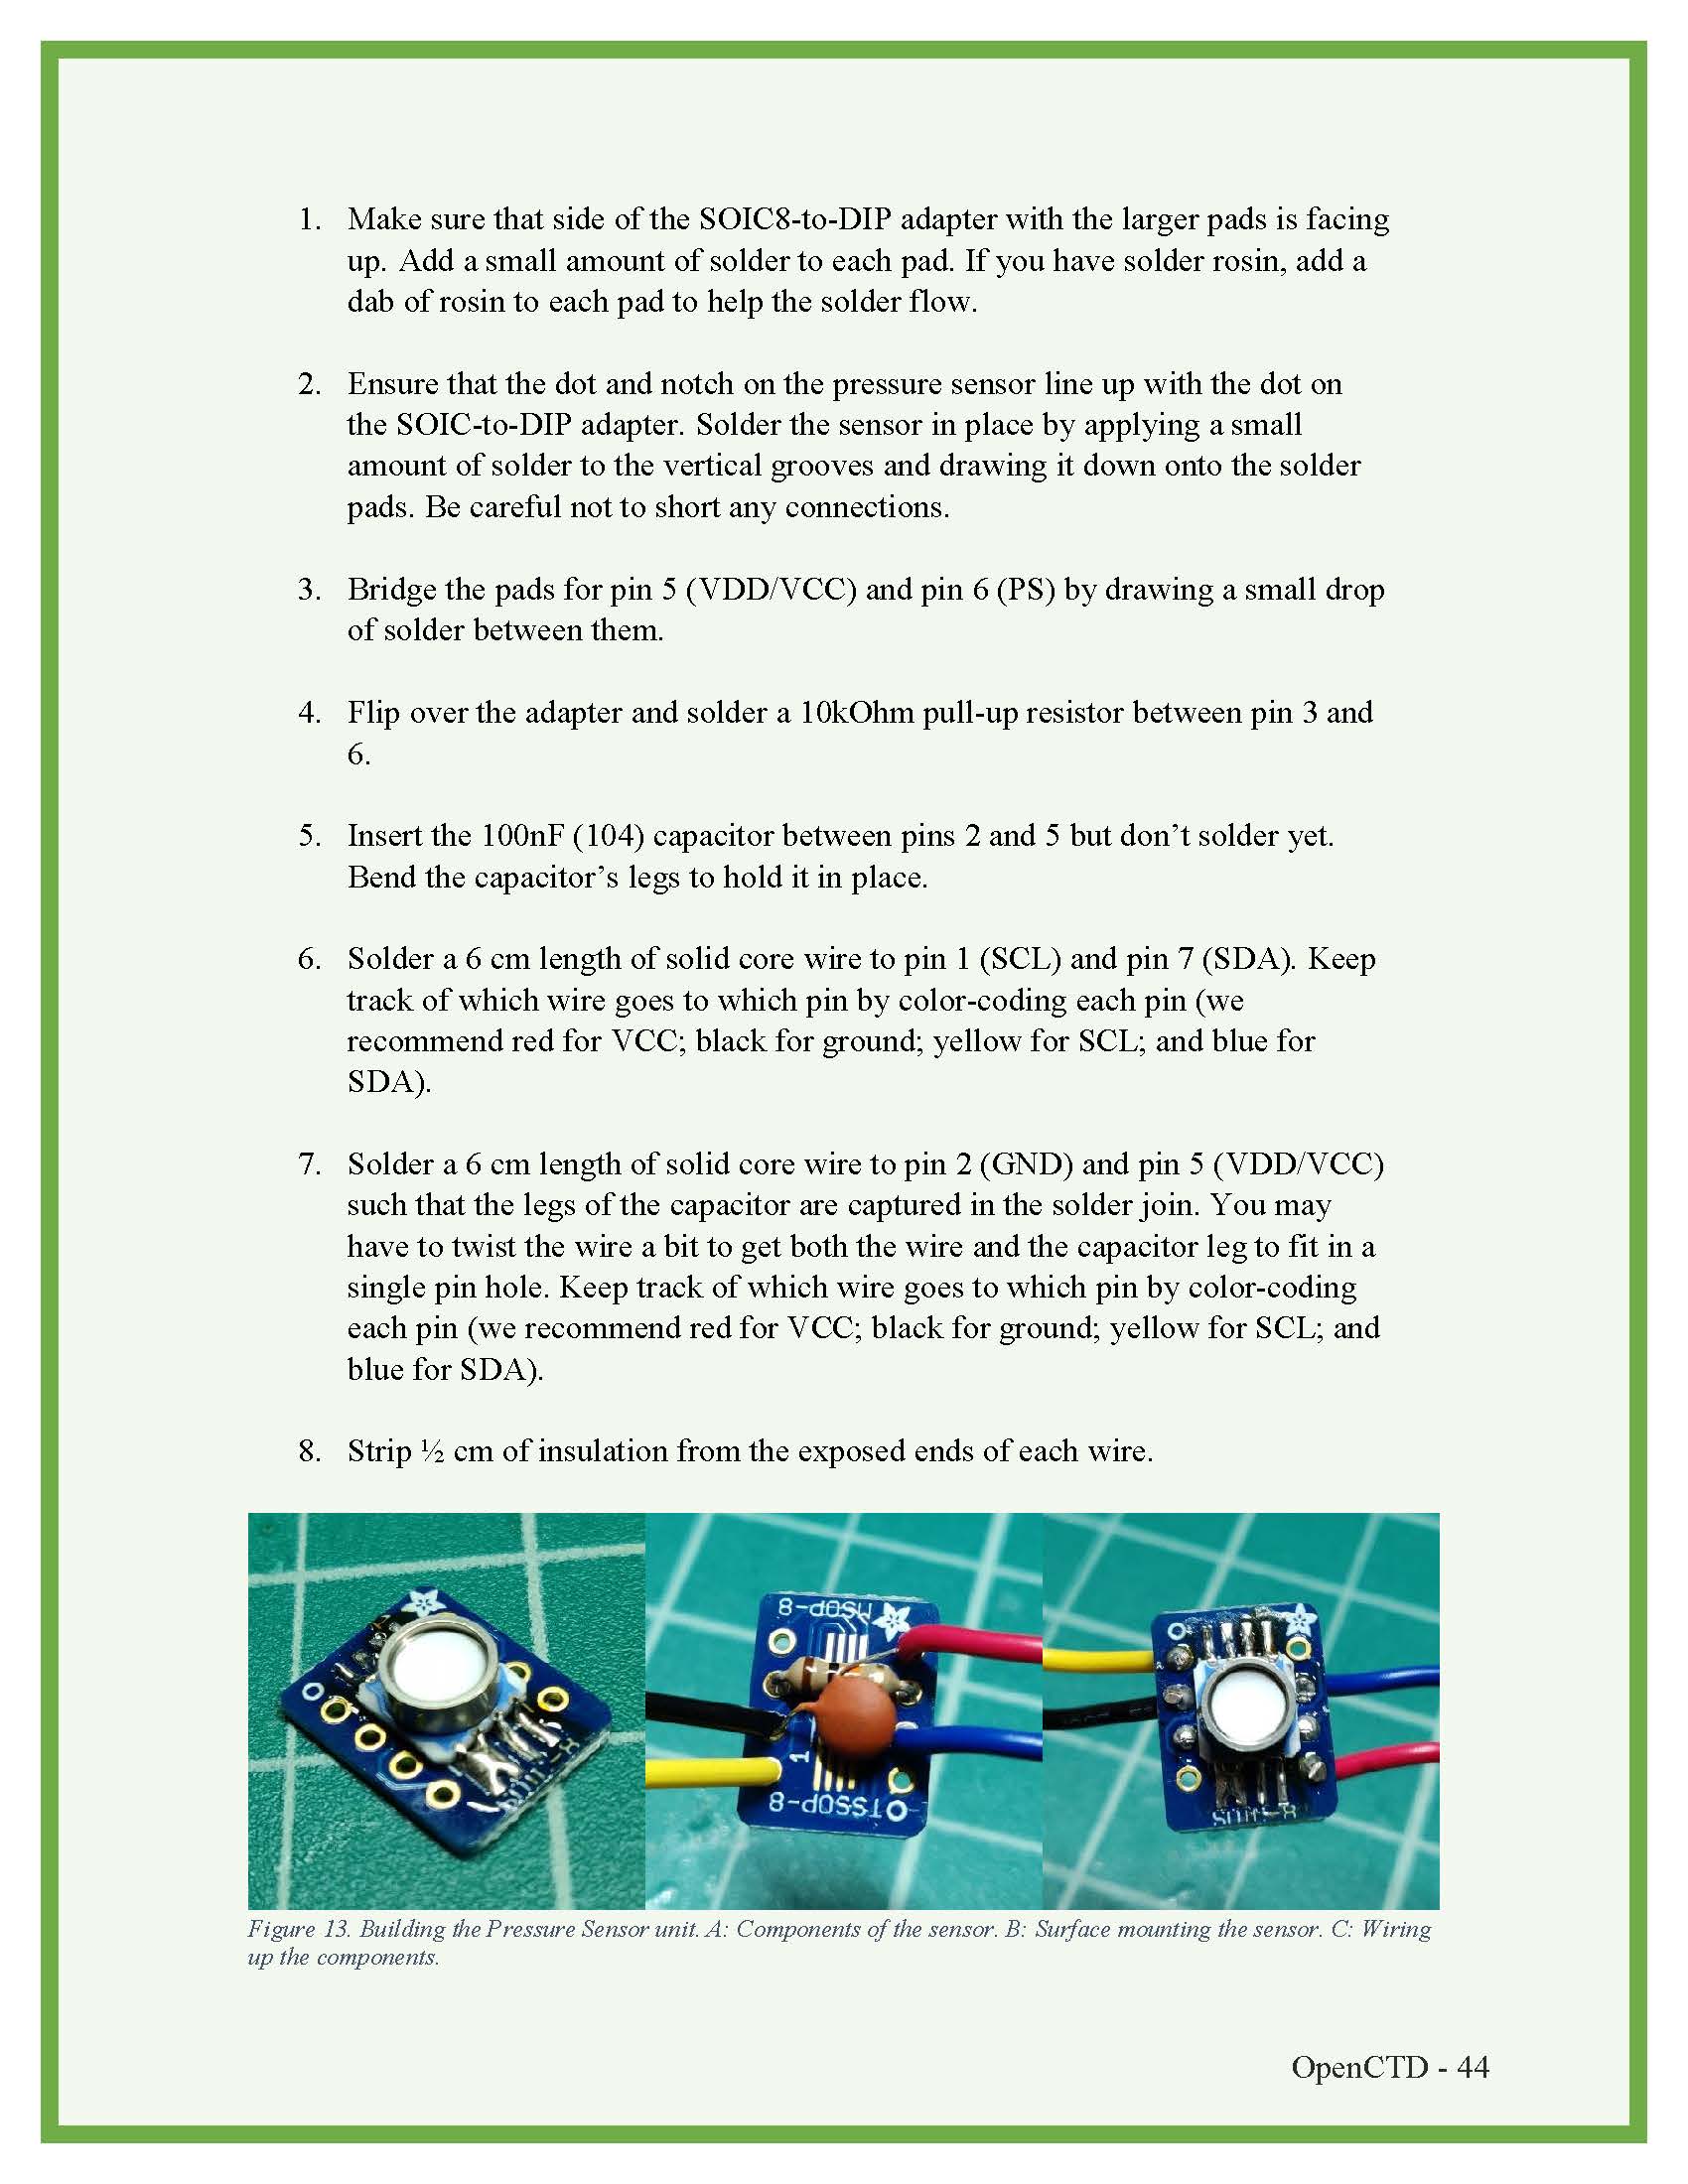 1. Make sure that side of the SOIC8-to-DIP adapter with the larger pads is facing
up. Add a small amount of solder to each pad. If you have solder rosin, add a
dab of rosin to each pad to help the solder flow.
2. Ensure that the dot and notch on the pressure sensor line up with the dot on
the SOIC-to-DIP adapter. Solder the sensor in place by applying a small
amount of solder to the vertical grooves and drawing it down onto the solder
pads. Be careful not to short any connections.
3. Bridge the pads for pin 5 (VDD/VCC) and pin 6 (PS) by drawing a small drop
of solder between them.
4. Flip over the adapter and solder a 10kOhm pull-up resistor between pin 3 and
6.
5. Insert the 100nF (104) capacitor between pins 2 and 5 but don’t solder yet.
Bend the capacitor’s legs to hold it in place.
6. Solder a 6 cm length of solid core wire to pin 1 (SCL) and pin 7 (SDA). Keep
track of which wire goes to which pin by color-coding each pin (we
recommend red for VCC; black for ground; yellow for SCL; and blue for
SDA).
7. Solder a 6 cm length of solid core wire to pin 2 (GND) and pin 5 (VDD/VCC)
such that the legs of the capacitor are captured in the solder join. You may
have to twist the wire a bit to get both the wire and the capacitor leg to fit in a
single pin hole. Keep track of which wire goes to which pin by color-coding
each pin (we recommend red for VCC; black for ground; yellow for SCL; and
blue for SDA).
8. Strip ½ cm of insulation from the exposed ends of each wire.
MSOP-8
1
TSSOP-8
Figure 13. Building the Pressure Sensor unit. A: Components of the sensor. B: Surface mounting the sensor. C: Wiring
up the components.
OpenCTD - 44